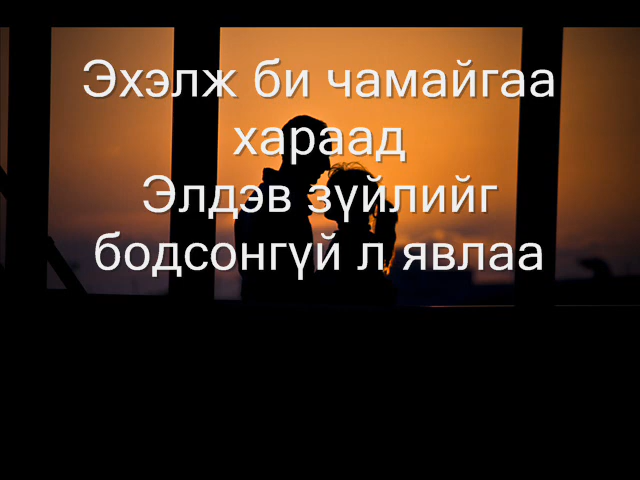 Эхэлж би чамайгаа
хараад
Элдэв зүйлийг
бодсонгүй л явлаа